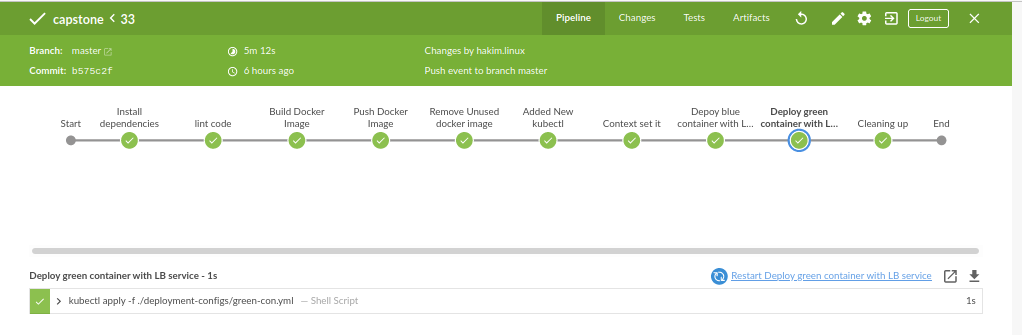 capstone < 33
Pipeline
Changes
Tests
Artifacts
Logout
Branch: master
5m 12s
Changes by hakim.linux
Commit: b575c2f
6 hours ago
Push event to branch master
Start
Install
dependencies
lint code
Build Docker
Image
Push Docker
Image
Remove Unused
docker image
Added New
kubectl
Context set it
Depoy blue
container with L...
Deploy green
container with L...
Cleaning up
End
Deploy green container with LB service - 1s
Restart Deploy green container with LB service
kubectl apply -f ./deployment-configs/green-con.yml — Shell Script
1s